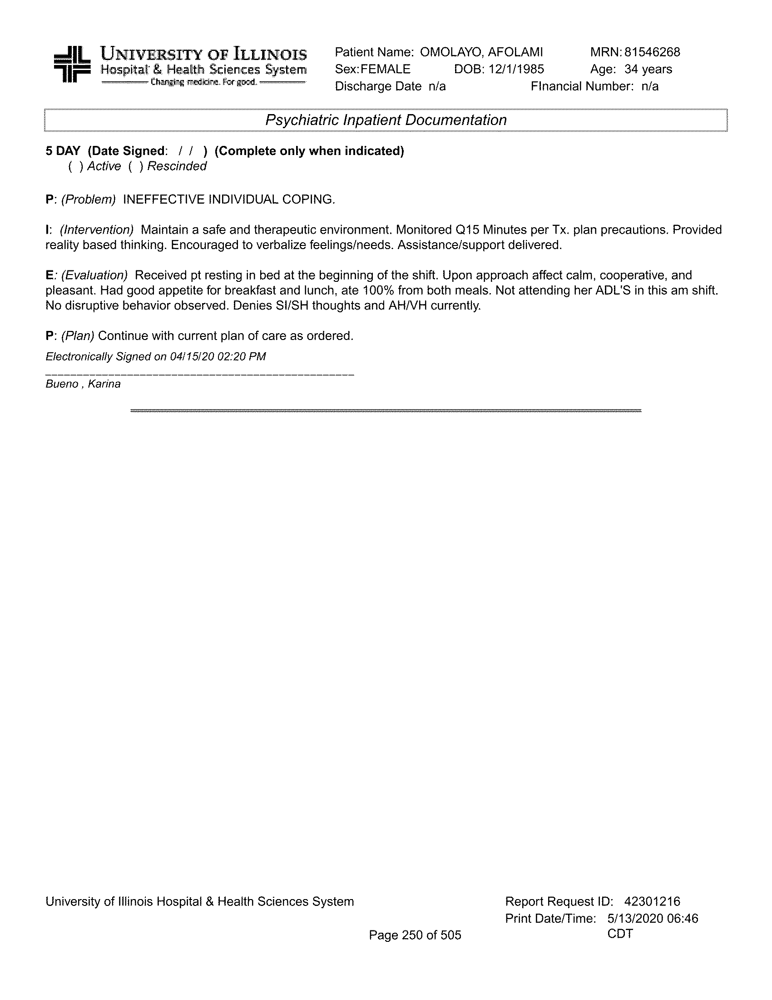 UNIVERSITY OF ILLINOIS
Hospital & Health Sciences System
Changing medicine. For good.
Patient Name: OMOLAYO, AFOLAMI MRN: 81546268
Sex: FEMALE DOB: 12/1/1985 Age: 34 years
Discharge Date n/a FInancial Number: n/a
Psychiatric Inpatient Documentation
5 DAY (Date Signed: / / ) (Complete only when indicated)
( ) Active ( ) Rescinded
P: (Problem) INEFFECTIVE INDIVIDUAL COPING.
I: (Intervention) Maintain a safe and therapeutic environment. Monitored Q15 Minutes per Tx. plan precautions. Provided
reality based thinking. Encouraged to verbalize feelings/needs. Assistance/support delivered.
E: (Evaluation) Received pt resting in bed at the beginning of the shift. Upon approach affect calm, cooperative, and
pleasant. Had good appetite for breakfast and lunch, ate 100% from both meals. Not attending her ADL'S in this am shift.
No disruptive behavior observed. Denies SI/SH thoughts and AH/VH currently.
P: (Plan) Continue with current plan of care as ordered.
Electronically Signed on 04/15/20 02:20 PM
Bueno , Karina
University of Illinois Hospital & Health Sciences System
Report Request ID: 42301216
Print Date/Time: 5/13/2020 06:46
CDT
Page 250 of 505